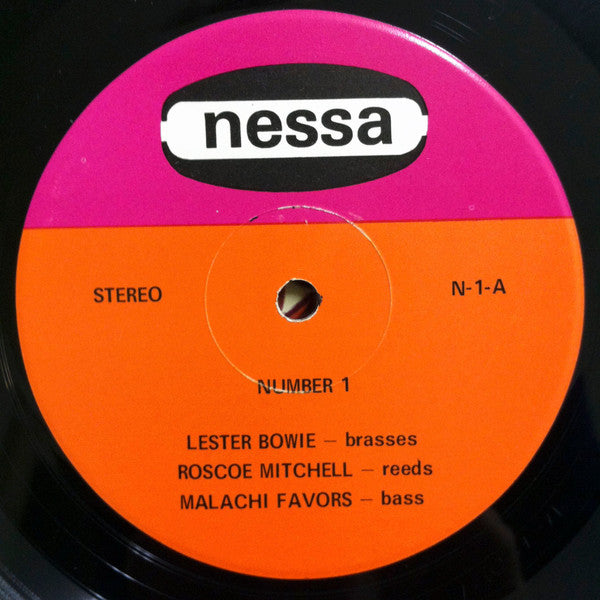 nessa
STEREO
N-1-A
NUMBER 1
LESTER BOWIE — brasses
ROSCOE MITCHELL — reeds
MALACHI FAVORS — bass